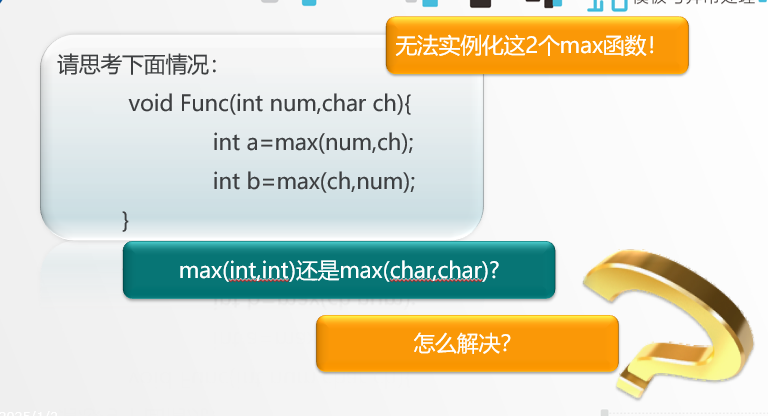 无法实例化这2个max函数！
请思考下面情况：
void Func(int num,char ch){
int a=max(num,ch);
int b=max(ch,num);
}
max(int,int)还是max(char,char)?
怎么解决?